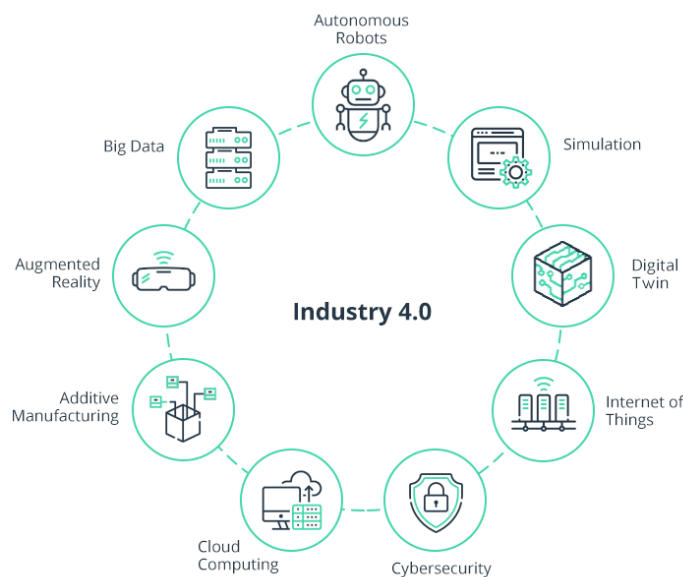 Autonomous
Robots
Big Data
Simulation
Augmented
Reality
Digital
Twin
Industry 4.0
Additive
Manufacturing
Internet of
Things
Cloud
Computing
Cybersecurity